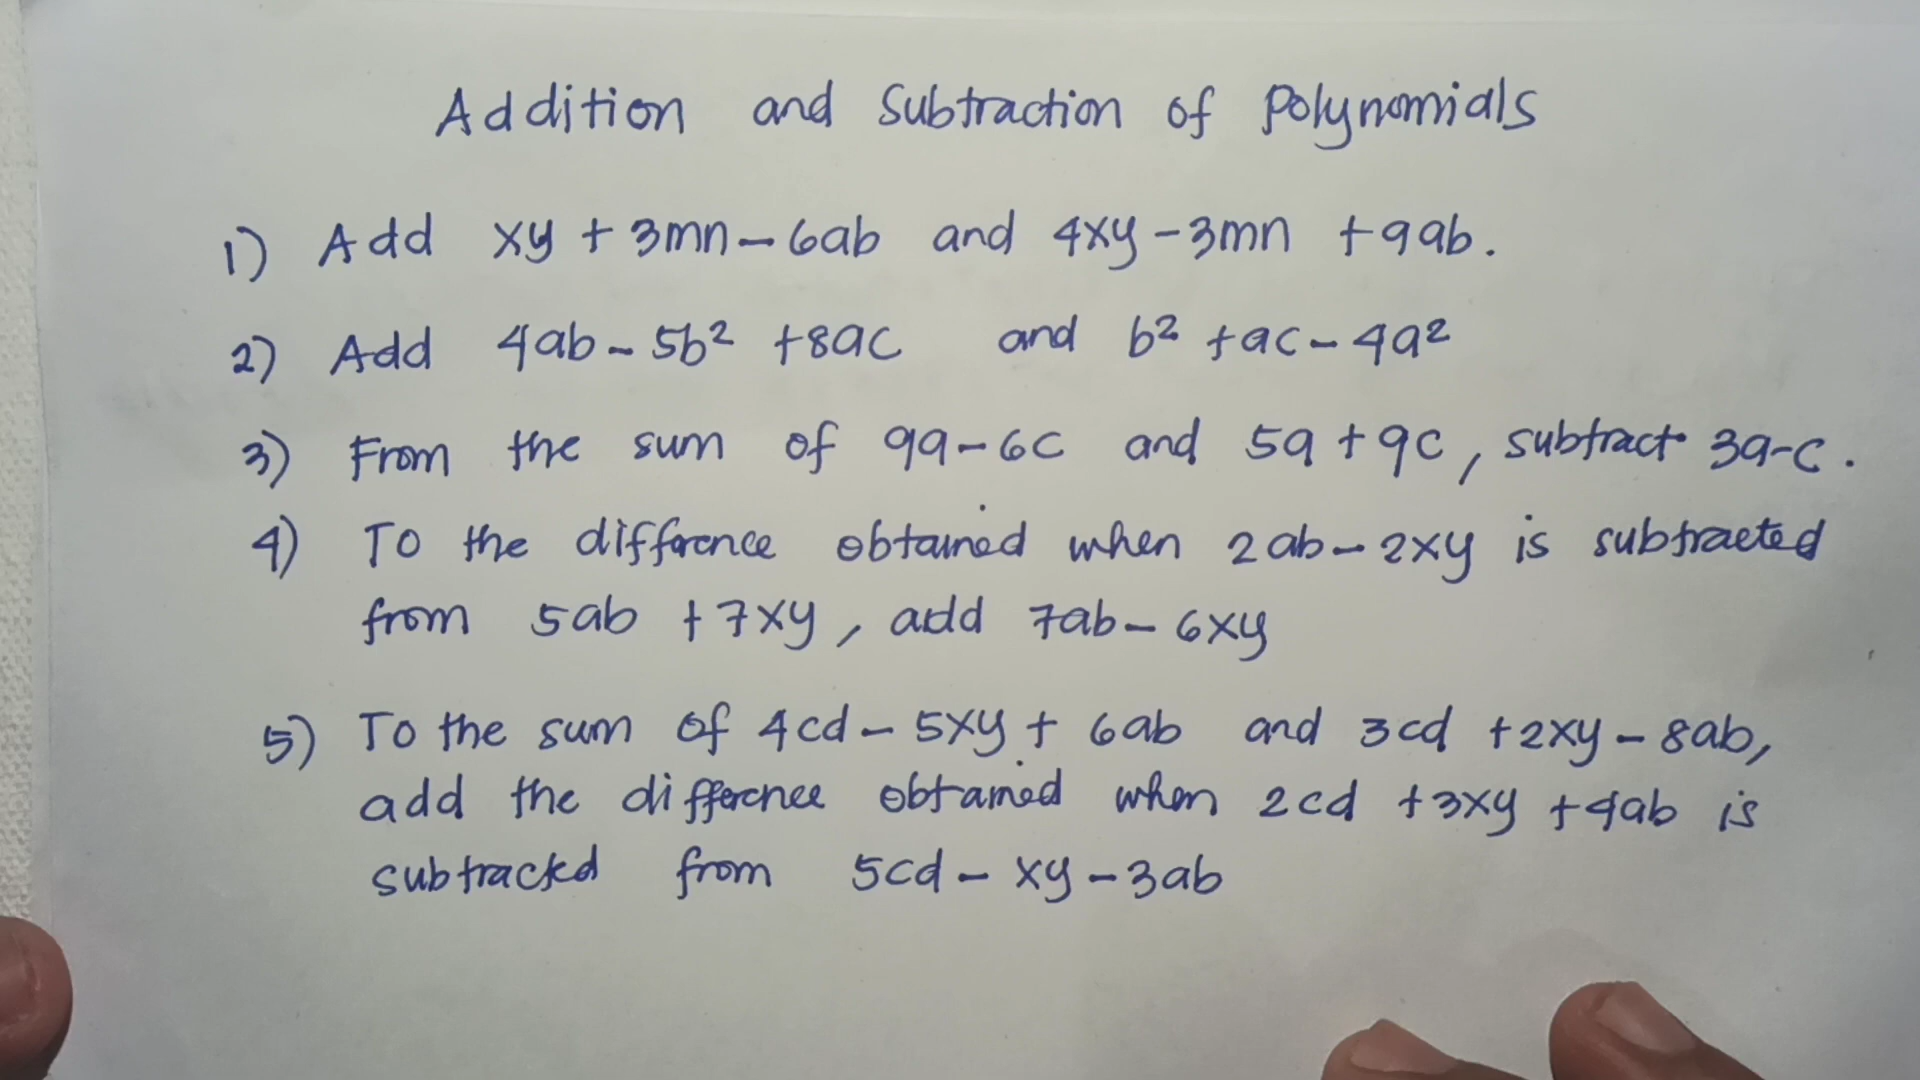 Addition and Subtraction of Polynomials
1) Add xy + 3mn - 6ab and 4xy - 3mn + 9ab.
2) Add 4ab - 5b² + 8ac and b² + ac - 4a²
3) From the sum of 9a - 6c and 5a + 9c, subtract 3a - c.
4) To the difference obtained when 2ab - 2xy is subtracted
from 5ab + 7xy, add 7ab - 6xy
5) To the sum of 4cd - 5xy + 6ab and 3cd + 2xy - 8ab,
add the difference obtained when 2cd + 3xy + 4ab is
subtracted from 5cd - xy - 3ab